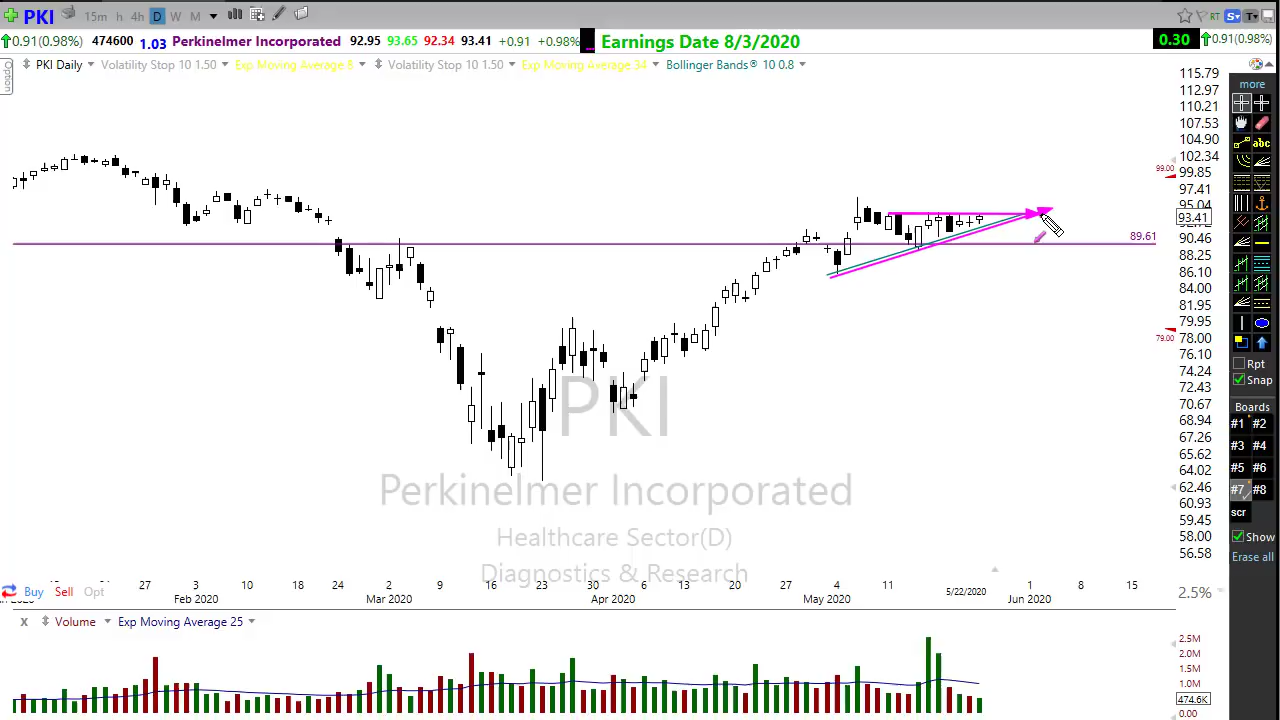 PKI 15m h 4h D W M RT S T
0.91(0.98%) 474600 1.03 Perkinelmer Incorporated 92.95 93.65 92.34 93.41 +0.91 +0.98% Earnings Date 8/3/2020 0.30 0.91(0.98%)
Option
PKI Daily Volatility Stop 10 1.50 Exp Moving Average 8 Volatility Stop 10 1.50 Exp Moving Average 34 Bollinger Bands® 10 0.8
115.79
112.97
110.21
107.53
104.90
102.34
99.85
97.41
95.04
93.41
90.46
88.25
86.10
84.00
81.95
79.95
78.00
76.10
74.24
72.43
70.67
68.94
67.26
65.62
64.02
62.46
60.93
59.45
58.00
56.58
99.00
89.61
79.00
PKI
Perkinelmer Incorporated
Healthcare Sector(D)
Diagnostics & Research
27 3 10 18 24 2 9 16 23 30 6 13 20 27 4 11 5/22/2020 1 8 15
Feb 2020 Mar 2020 Apr 2020 May 2020 Jun 2020
Buy Sell Opt
2.5%
x Volume Exp Moving Average 25
2.5M
2.0M
1.5M
1.0M
474.6K
0.00
more
abc
Rpt
Snap
Boards
#1 #2
#3 #4
#5 #6
#7 #8
scr
Show
Erase all